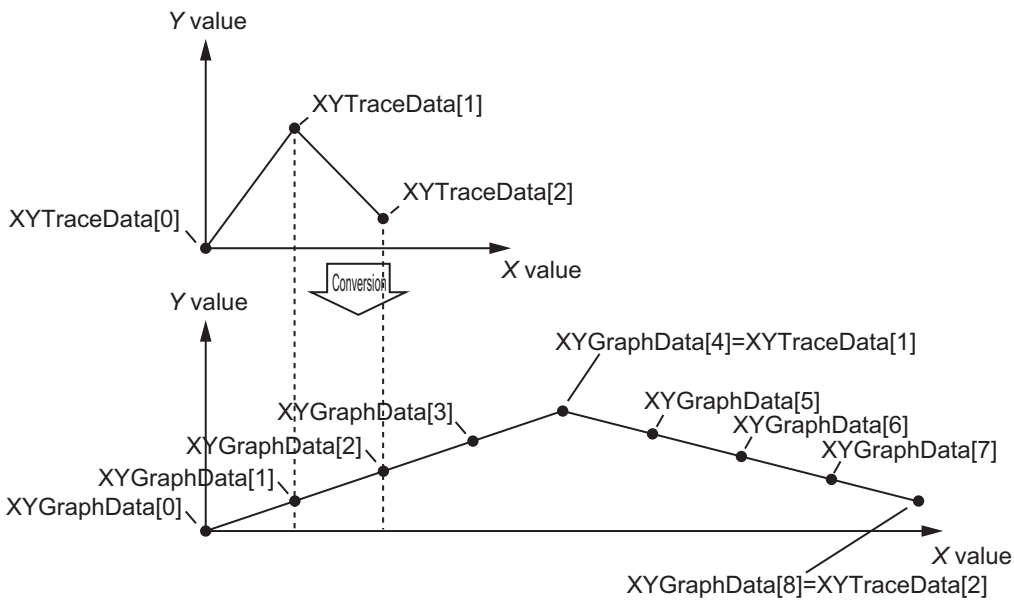 Y value
XYTraceData[1]
XYTraceData[2]
XYTraceData[0]
X value
Conversion
Y value
XYGraphData[4]=XYTraceData[1]
XYGraphData[3]
XYGraphData[5]
XYGraphData[6]
XYGraphData[2]
XYGraphData[7]
XYGraphData[1]
XYGraphData[0]
X value
XYGraphData[8]=XYTraceData[2]